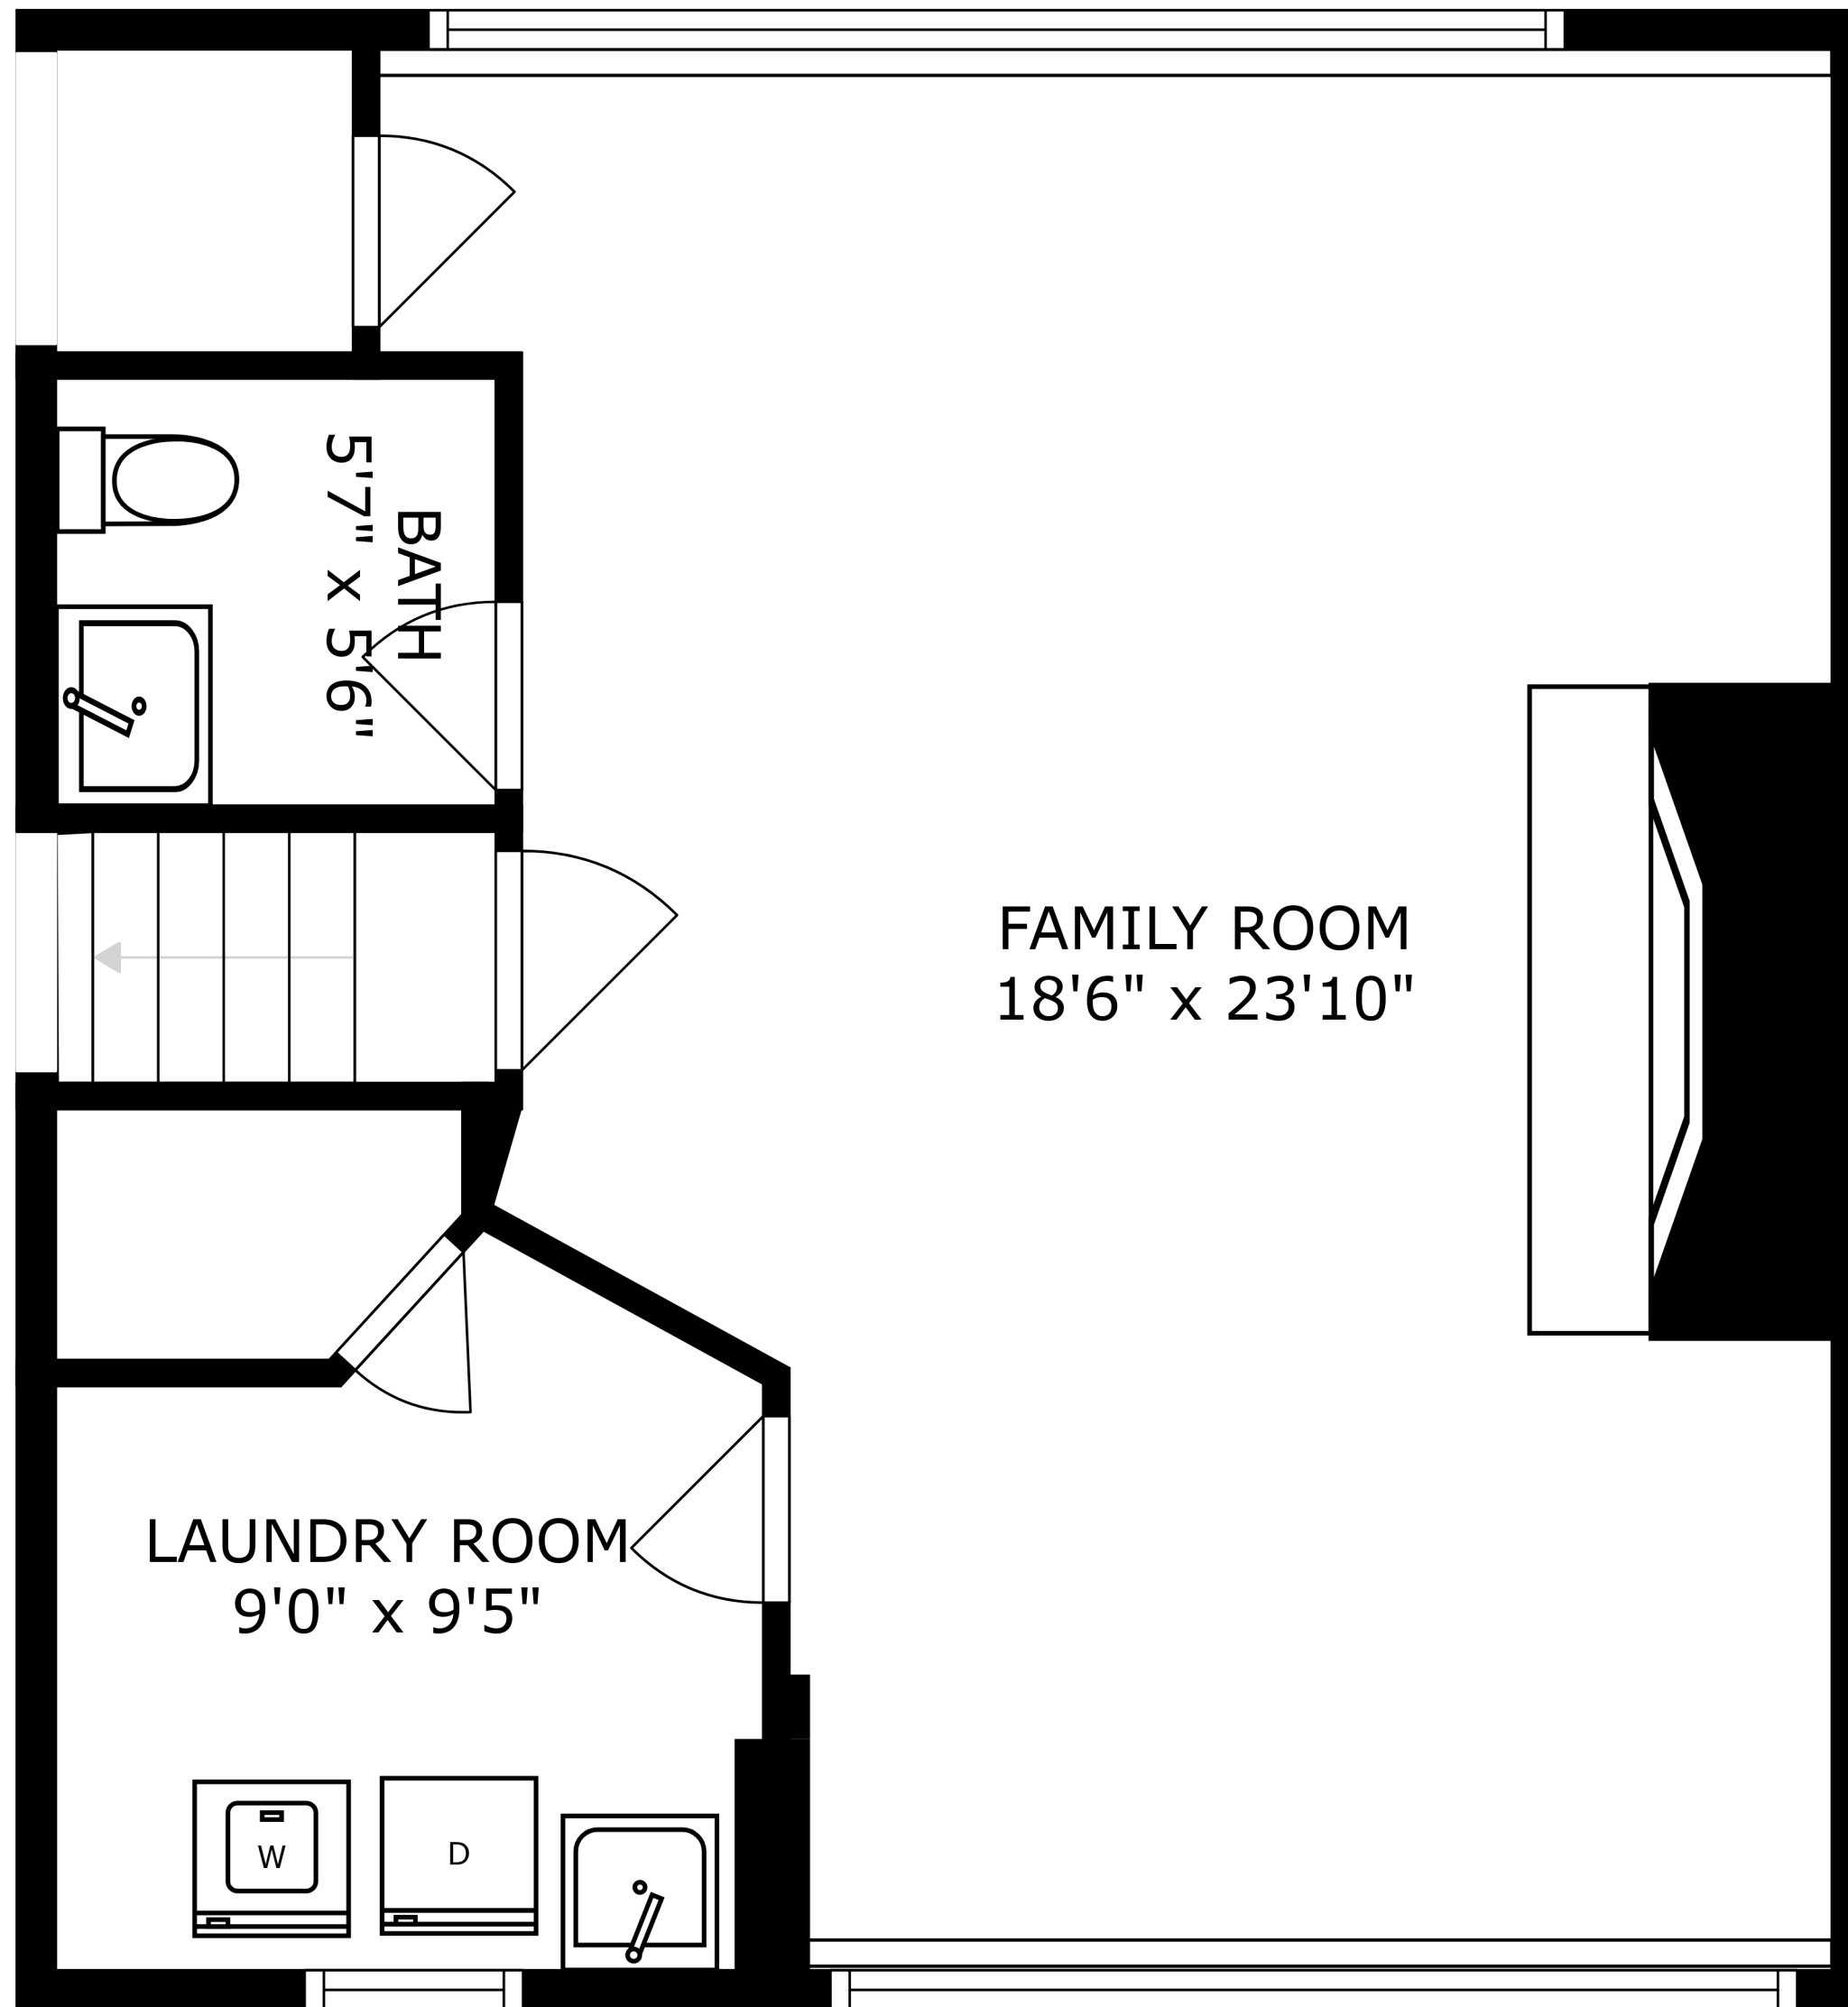 BATH
5'7" x 5'6"
FAMILY ROOM
18'6" x 23'10"
LAUNDRY ROOM
9'0" x 9'5"
W
D